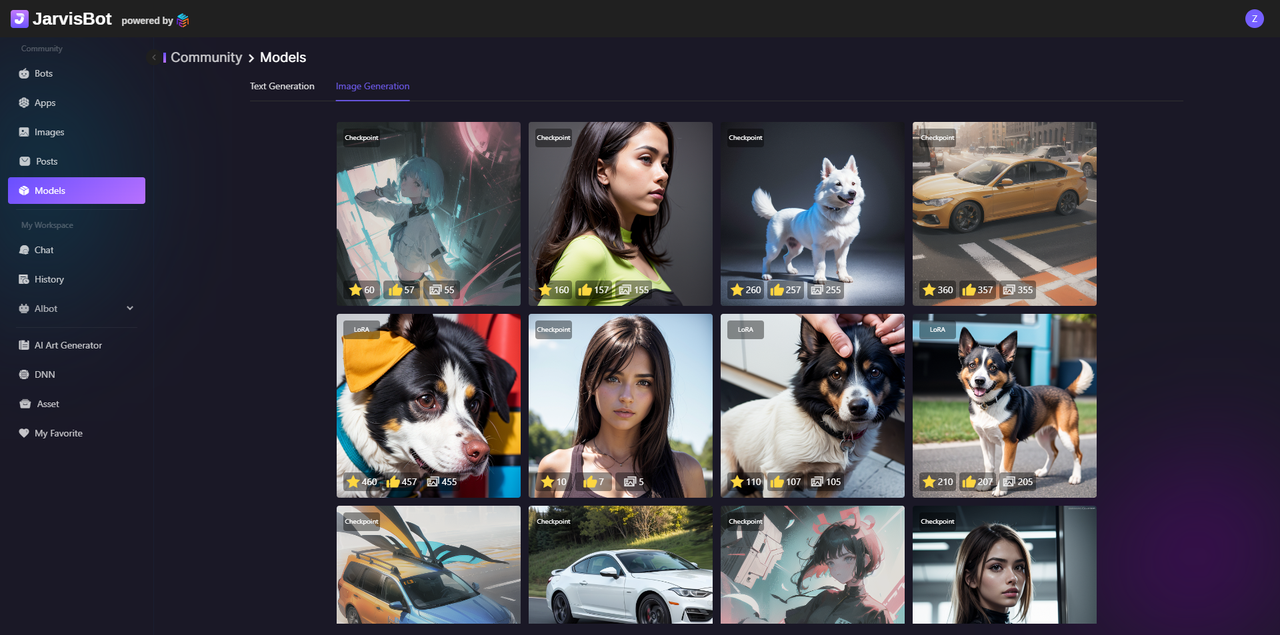 JarvisBot powered by
Z
Community
Bots
Apps
Images
Posts
Models
My Workspace
Chat
History
AIbot
AI Art Generator
DNN
Asset
My Favorite
Community > Models
Text Generation Image Generation
Checkpoint Checkpoint Checkpoint Checkpoint
60 57 55 160 157 155 260 257 255 360 357 355
LoRA Checkpoint LoRA LoRA
460 457 455 10 7 5 110 107 105 210 207 205
Checkpoint Checkpoint Checkpoint Checkpoint